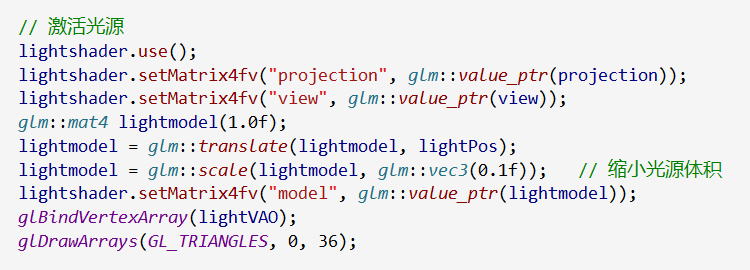 // 激活光源
lightshader.use();
lightshader.setMatrix4fv("projection", glm::value_ptr(projection));
lightshader.setMatrix4fv("view", glm::value_ptr(view));
glm::mat4 lightmodel(1.0f);
lightmodel = glm::translate(lightmodel, lightPos);
lightmodel = glm::scale(lightmodel, glm::vec3(0.1f));   // 缩小光源体积
lightshader.setMatrix4fv("model", glm::value_ptr(lightmodel));
glBindVertexArray(lightVAO);
glDrawArrays(GL_TRIANGLES, 0, 36);